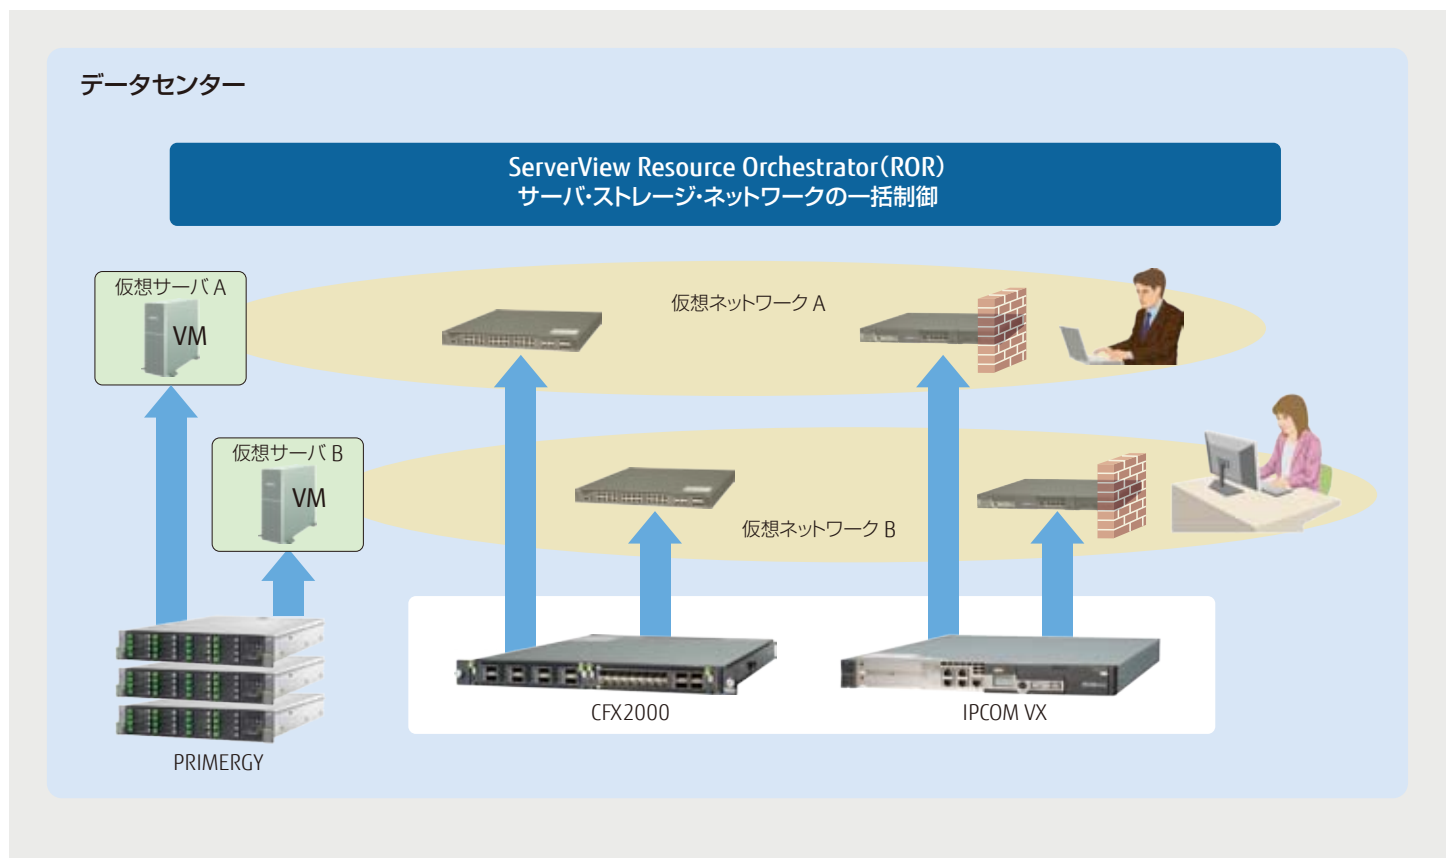 データセンター
ServerView Resource Orchestrator(ROR)
サーバ・ストレージ・ネットワークの一括制御
仮想サーバ A
VM
仮想ネットワーク A
仮想サーバ B
VM
仮想ネットワーク B
CFX2000
IPCOM VX
PRIMERGY